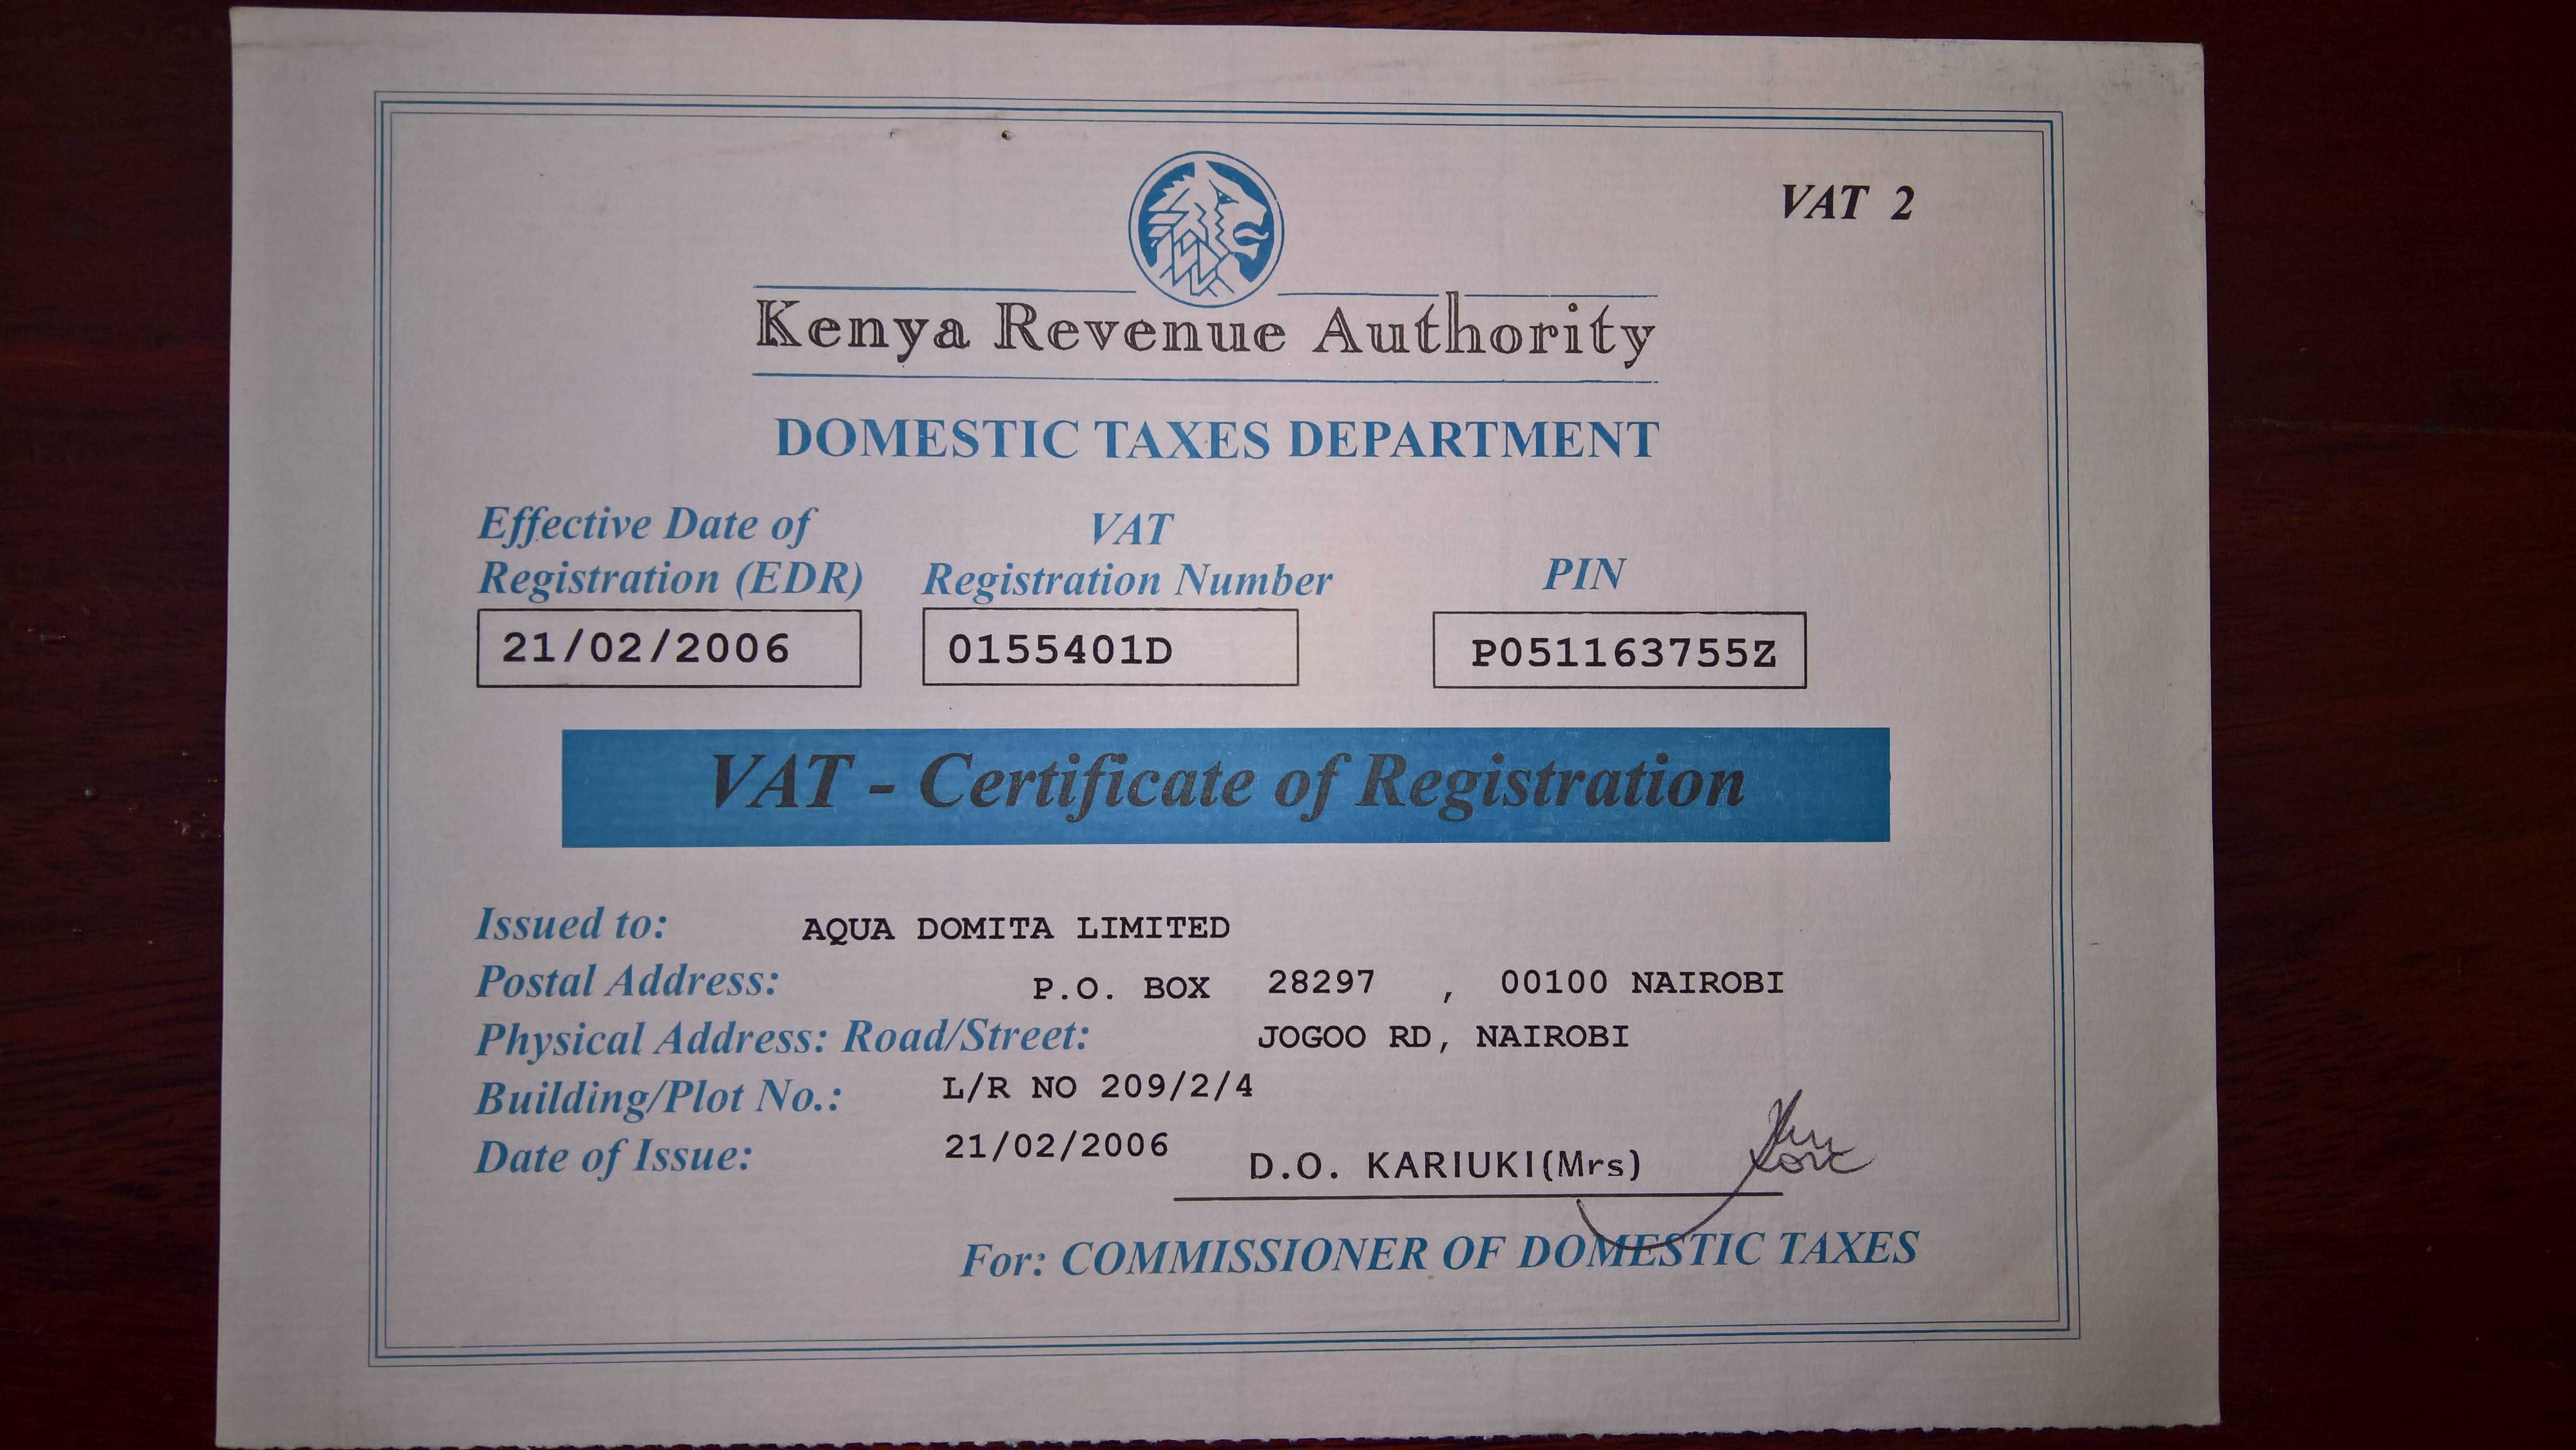 VAT 2
Kenya Revenue Authority
DOMESTIC TAXES DEPARTMENT
Effective Date of
Registration (EDR)
VAT
Registration Number
PIN
21/02/2006
0155401D
P051163755Z
VAT - Certificate of Registration
Issued to: AQUA DOMITA LIMITED
Postal Address: P.O. BOX 28297 , 00100 NAIROBI
Physical Address: Road/Street: JOGOO RD, NAIROBI
Building/Plot No.: L/R NO 209/2/4
Date of Issue: 21/02/2006
D.O. KARIUKI(Mrs)
For: COMMISSIONER OF DOMESTIC TAXES